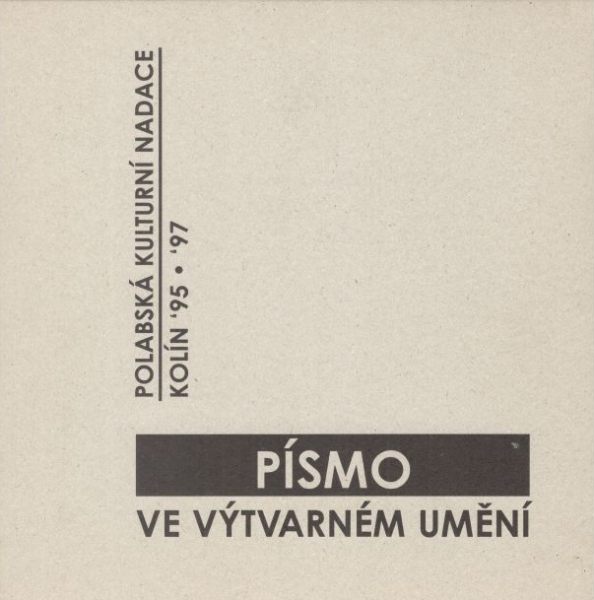 POLABSKÁ KULTURNÍ NADACE
KOLÍN '95 • '97
PÍSMO
VE VÝTVARNÉM UMĚNÍ